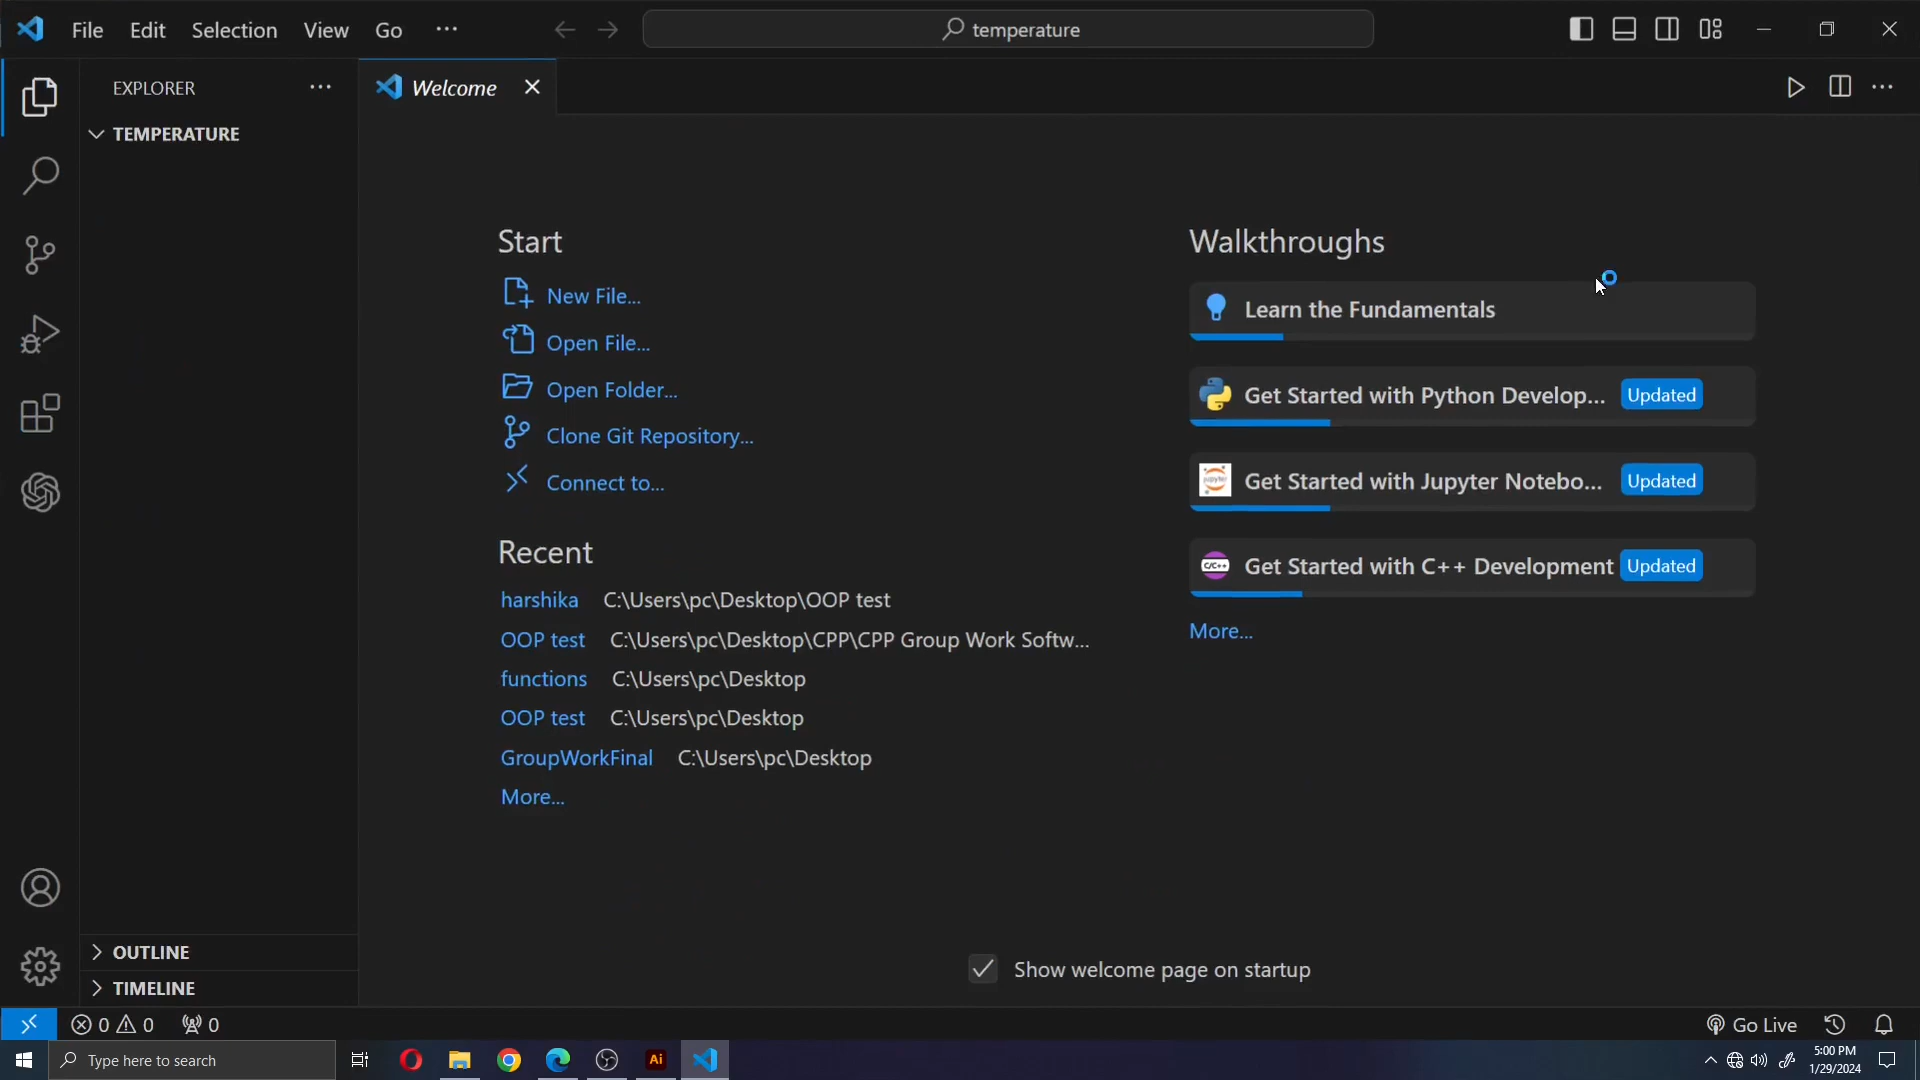 File Edit Selection View Go ···
temperature
EXPLORER ···
Welcome
···
TEMPERATURE
Start
New File...
Open File...
Open Folder...
Clone Git Repository...
Connect to...
Recent
harshika C:\Users\pc\Desktop\OOP test
OOP test C:\Users\pc\Desktop\CPP\CPP Group Work Softw...
functions C:\Users\pc\Desktop
OOP test C:\Users\pc\Desktop
GroupWorkFinal C:\Users\pc\Desktop
More...
Walkthroughs
Learn the Fundamentals
Get Started with Python Develop... Updated
Get Started with Jupyter Notebo... Updated
Get Started with C++ Development Updated
More...
Show welcome page on startup
OUTLINE
TIMELINE
0 0 0
Go Live
Type here to search
Ai
5:00 PM
1/29/2024